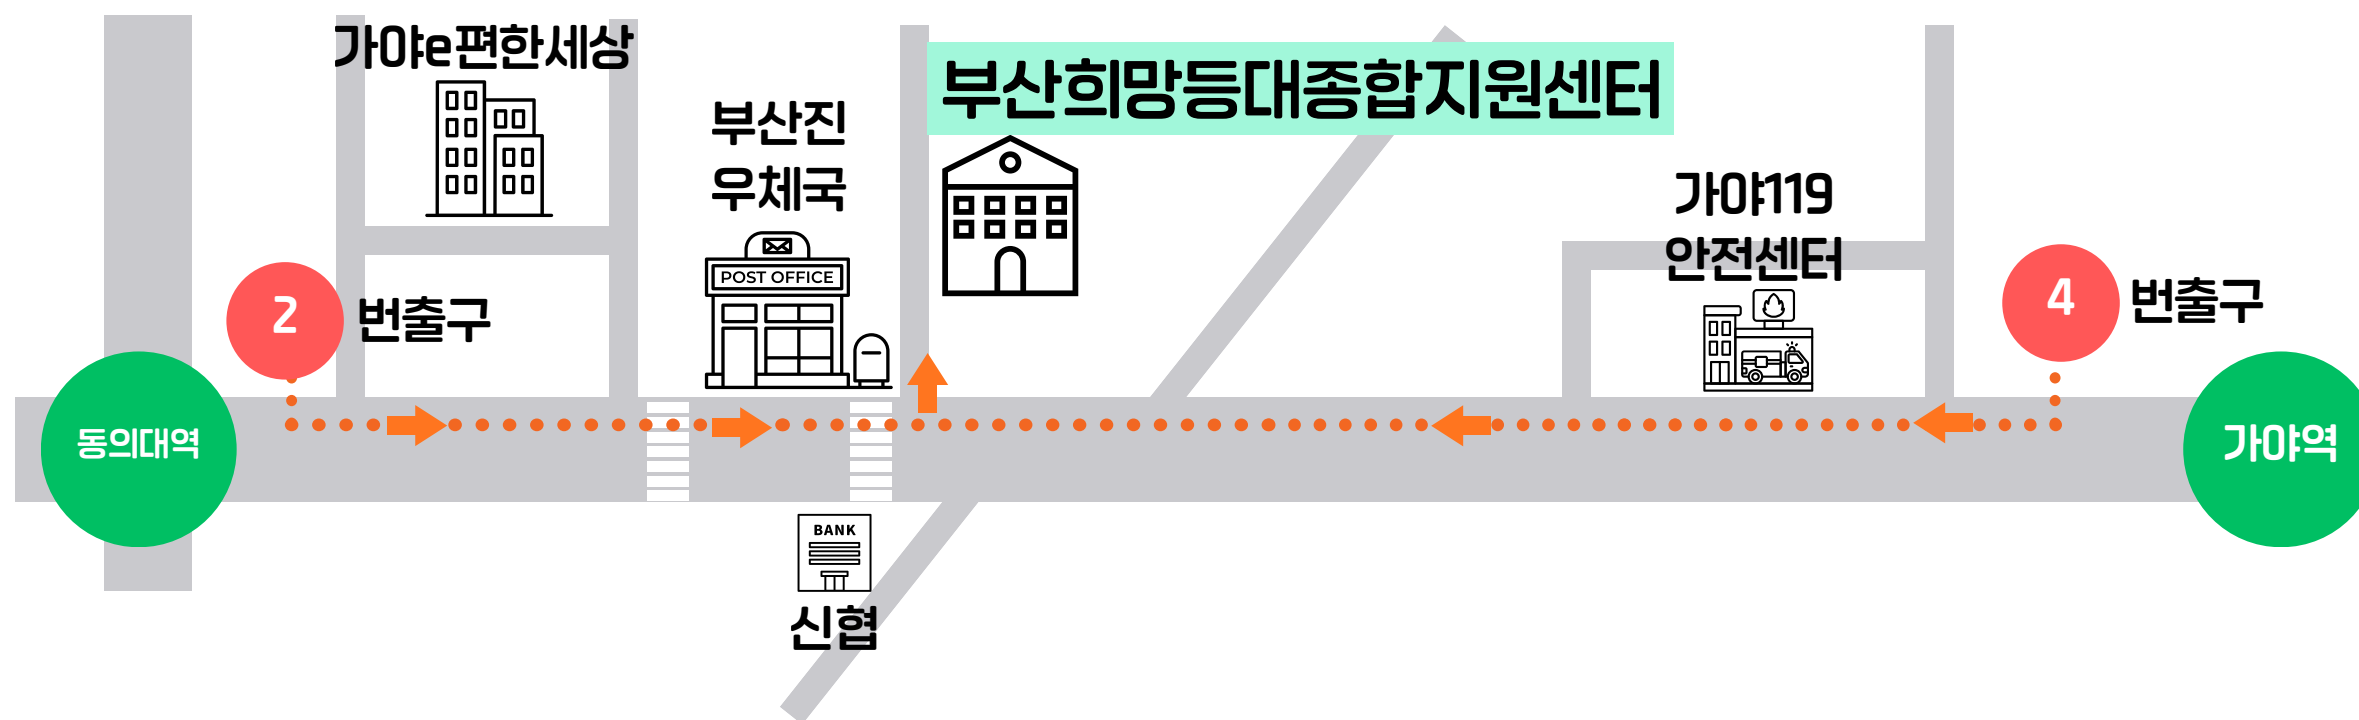 가야e편한세상
부산희망등대종합지원센터
부산진
우체국
POST OFFICE
가야119
안전센터
2
번출구
4
번출구
동의대역
가야역
BANK
신협